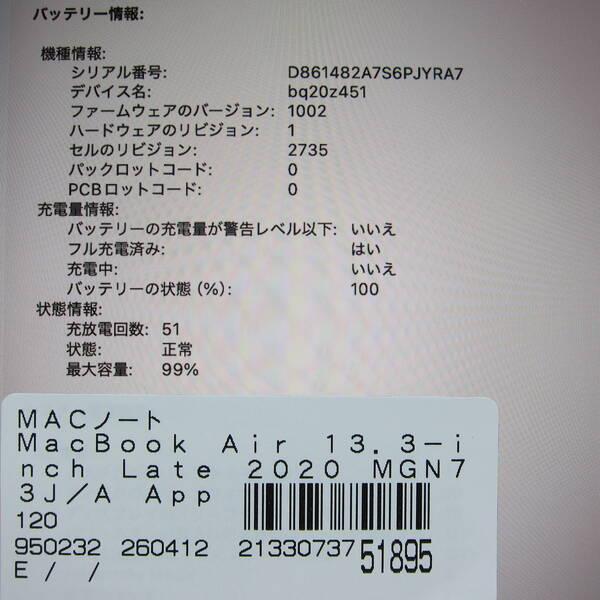 バッテリー情報:
機種情報:
シリアル番号: D861482A7S6PJYRA7
デバイス名: bq20z451
ファームウェアのバージョン: 1002
ハードウェアのリビジョン: 1
セルのリビジョン: 2735
パックロットコード: 0
PCBロットコード: 0
充電量情報:
バッテリーの充電量が警告レベル以下: いいえ
フル充電済み: はい
充電中: いいえ
バッテリーの状態 (%): 100
状態情報:
充放電回数: 51
状態: 正常
最大容量: 99%
MACノート
MacBook Air 13.3-i
nch Late 2020 MGN7
3J/A App
120
950232 260412 21330737 51895
E / /